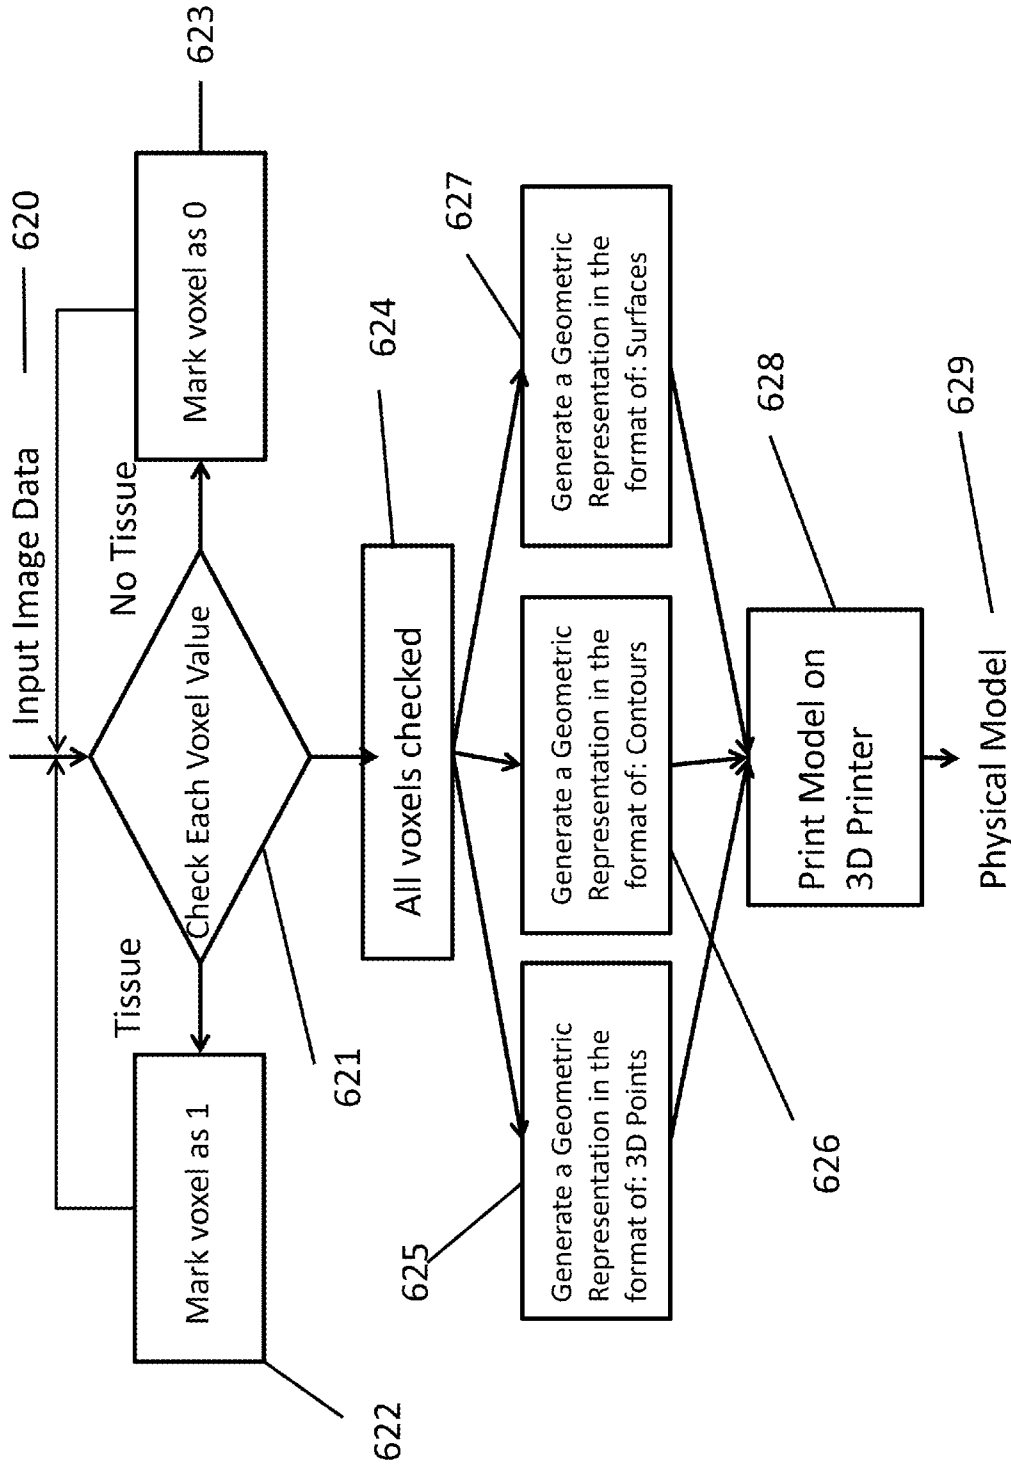 Input Image Data
620
Tissue
No Tissue
Mark voxel as 1
622
Check Each Voxel Value
621
Mark voxel as 0
623
All voxels checked
624
625
Generate a Geometric
Representation in the
format of: 3D Points
Generate a Geometric
Representation in the
format of: Contours
626
627
Generate a Geometric
Representation in the
format of: Surfaces
Print Model on
3D Printer
628
Physical Model
629